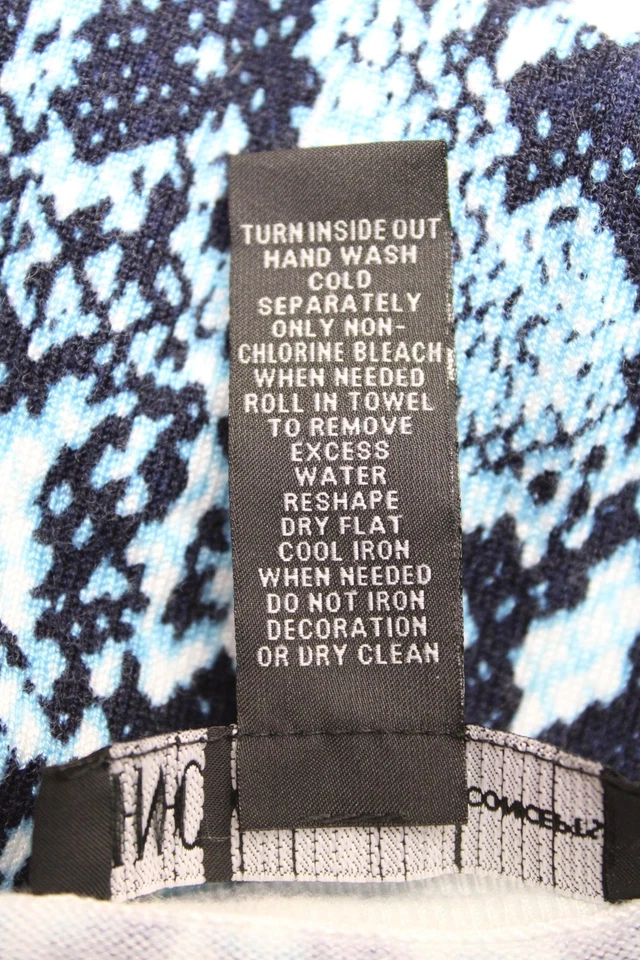 TURN INSIDE OUT
HAND WASH
COLD
SEPARATELY
ONLY NON-
CHLORINE BLEACH
WHEN NEEDED
ROLL IN TOWEL
TO REMOVE
EXCESS
WATER
RESHAPE
DRY FLAT
COOL IRON
WHEN NEEDED
DO NOT IRON
DECORATION
OR DRY CLEAN